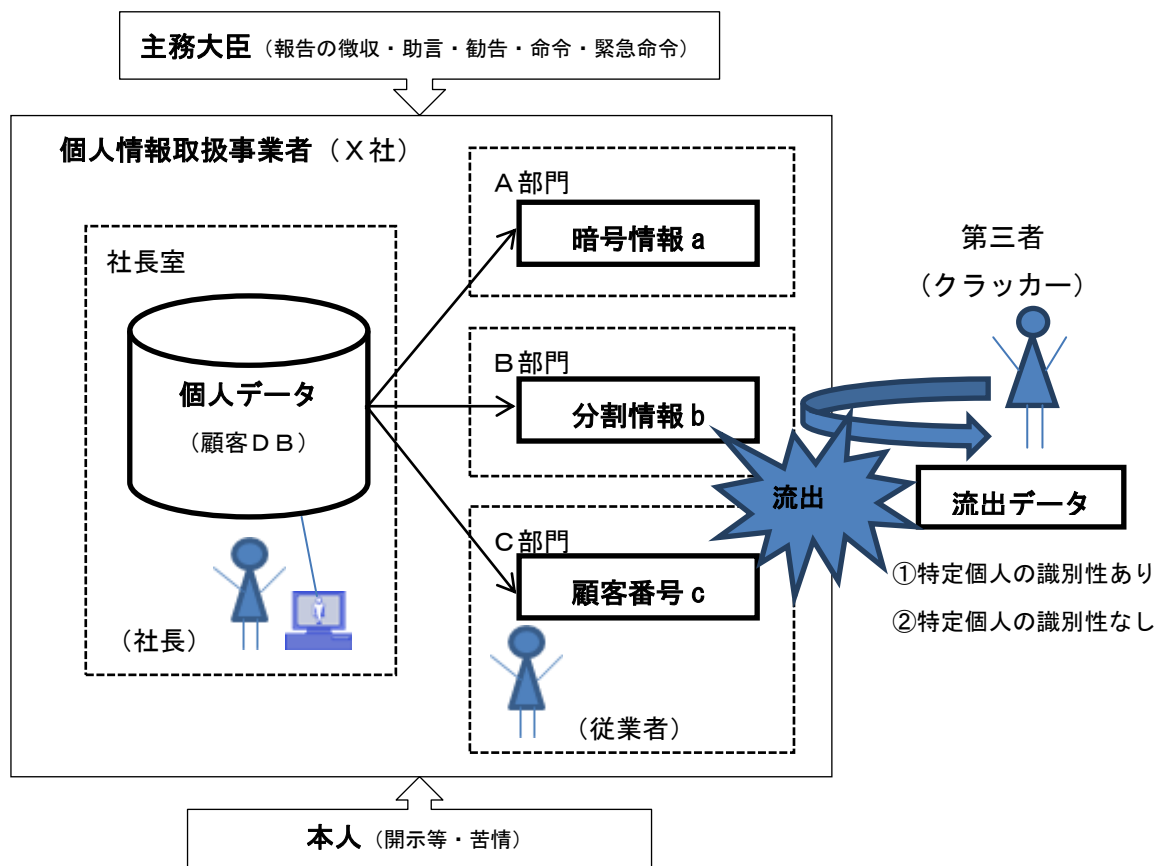 主務大臣（報告の徴収・助言・勧告・命令・緊急命令）
個人情報取扱事業者（Ｘ社）
社長室
個人データ
（顧客ＤＢ）
（社長）
Ａ部門
暗号情報 a
Ｂ部門
分割情報 b
Ｃ部門
顧客番号 c
（従業者）
流出
第三者
（クラッカー）
流出データ
①特定個人の識別性あり
②特定個人の識別性なし
本人（開示等・苦情）